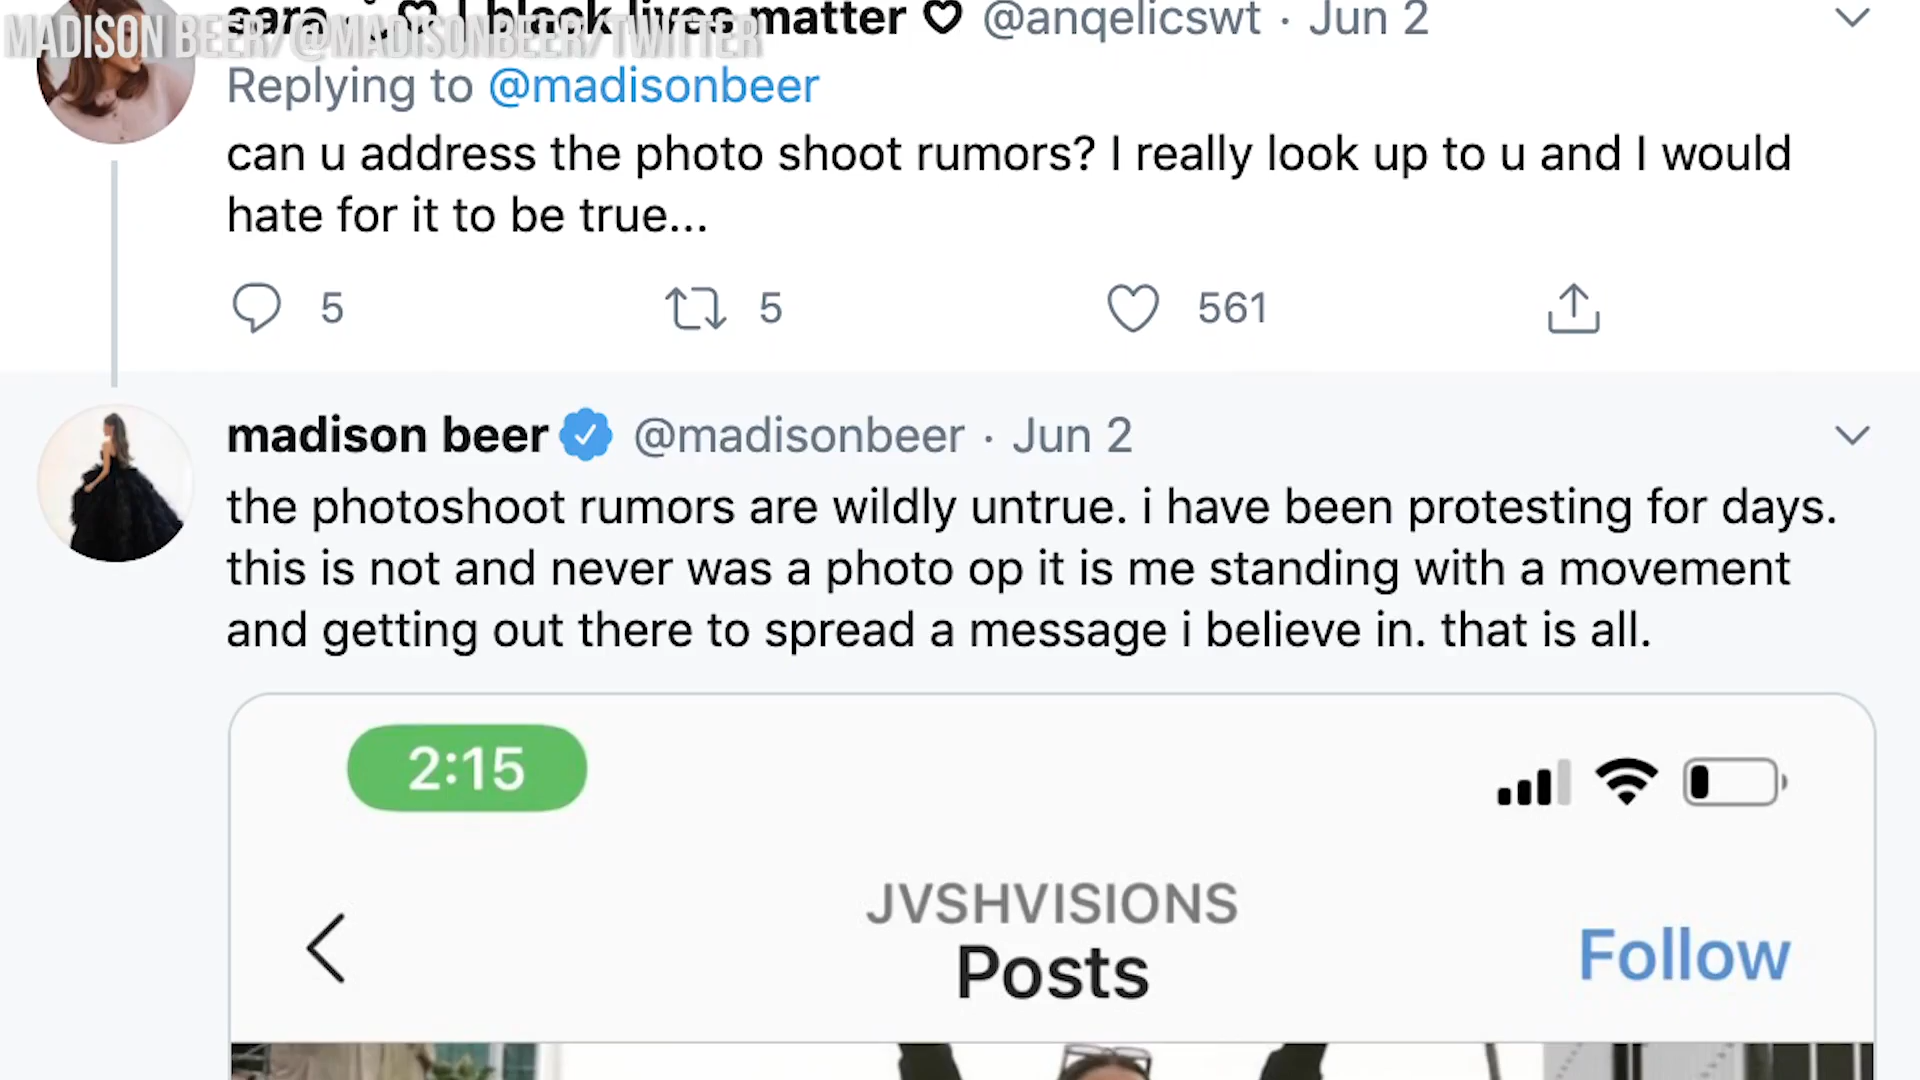 sara ♡ | black lives matter ♡ @anqelicswt · Jun 2
MADISON BEER/@MADISONBEER/TWITTER
Replying to @madisonbeer
can u address the photo shoot rumors? I really look up to u and I would
hate for it to be true...
5 5 561
madison beer @madisonbeer · Jun 2
the photoshoot rumors are wildly untrue. i have been protesting for days.
this is not and never was a photo op it is me standing with a movement
and getting out there to spread a message i believe in. that is all.
2:15
JVSHVISIONS
Posts
Follow